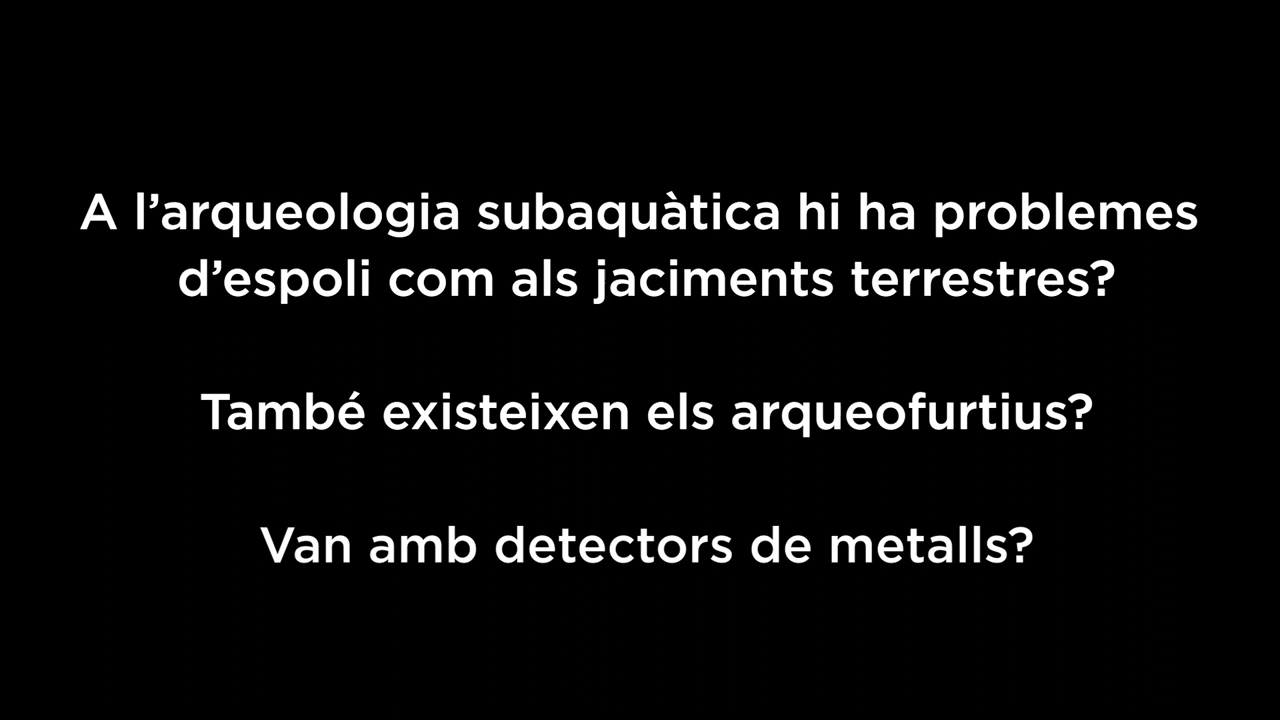 A l’arqueologia subaquàtica hi ha problemes
d’espoli com als jaciments terrestres?
També existeixen els arqueofurtius?
Van amb detectors de metalls?